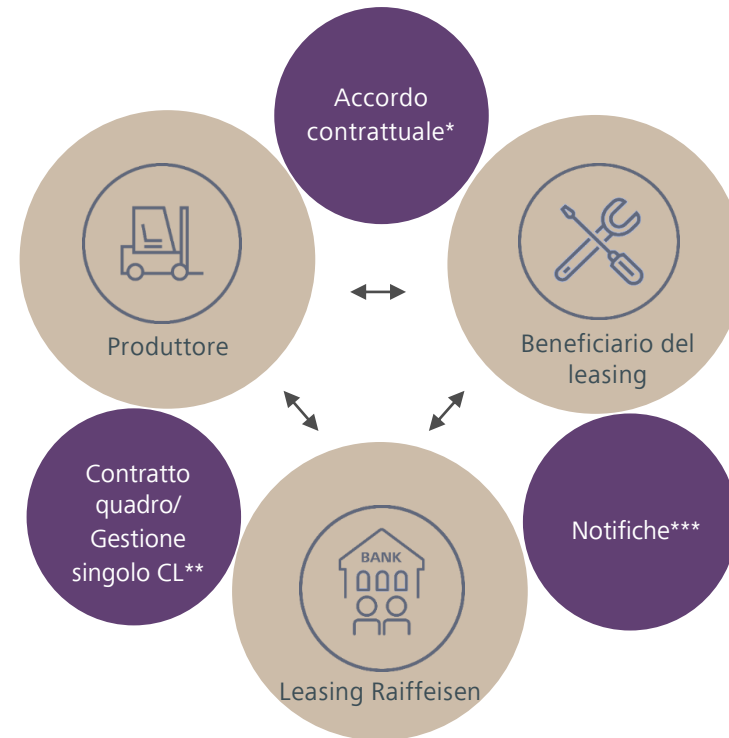 Accordo
contrattuale*
Produttore
Beneficiario del
leasing
Contratto
quadro/
Gestione
singolo CL**
Notifiche***
BANK
Leasing Raiffeisen